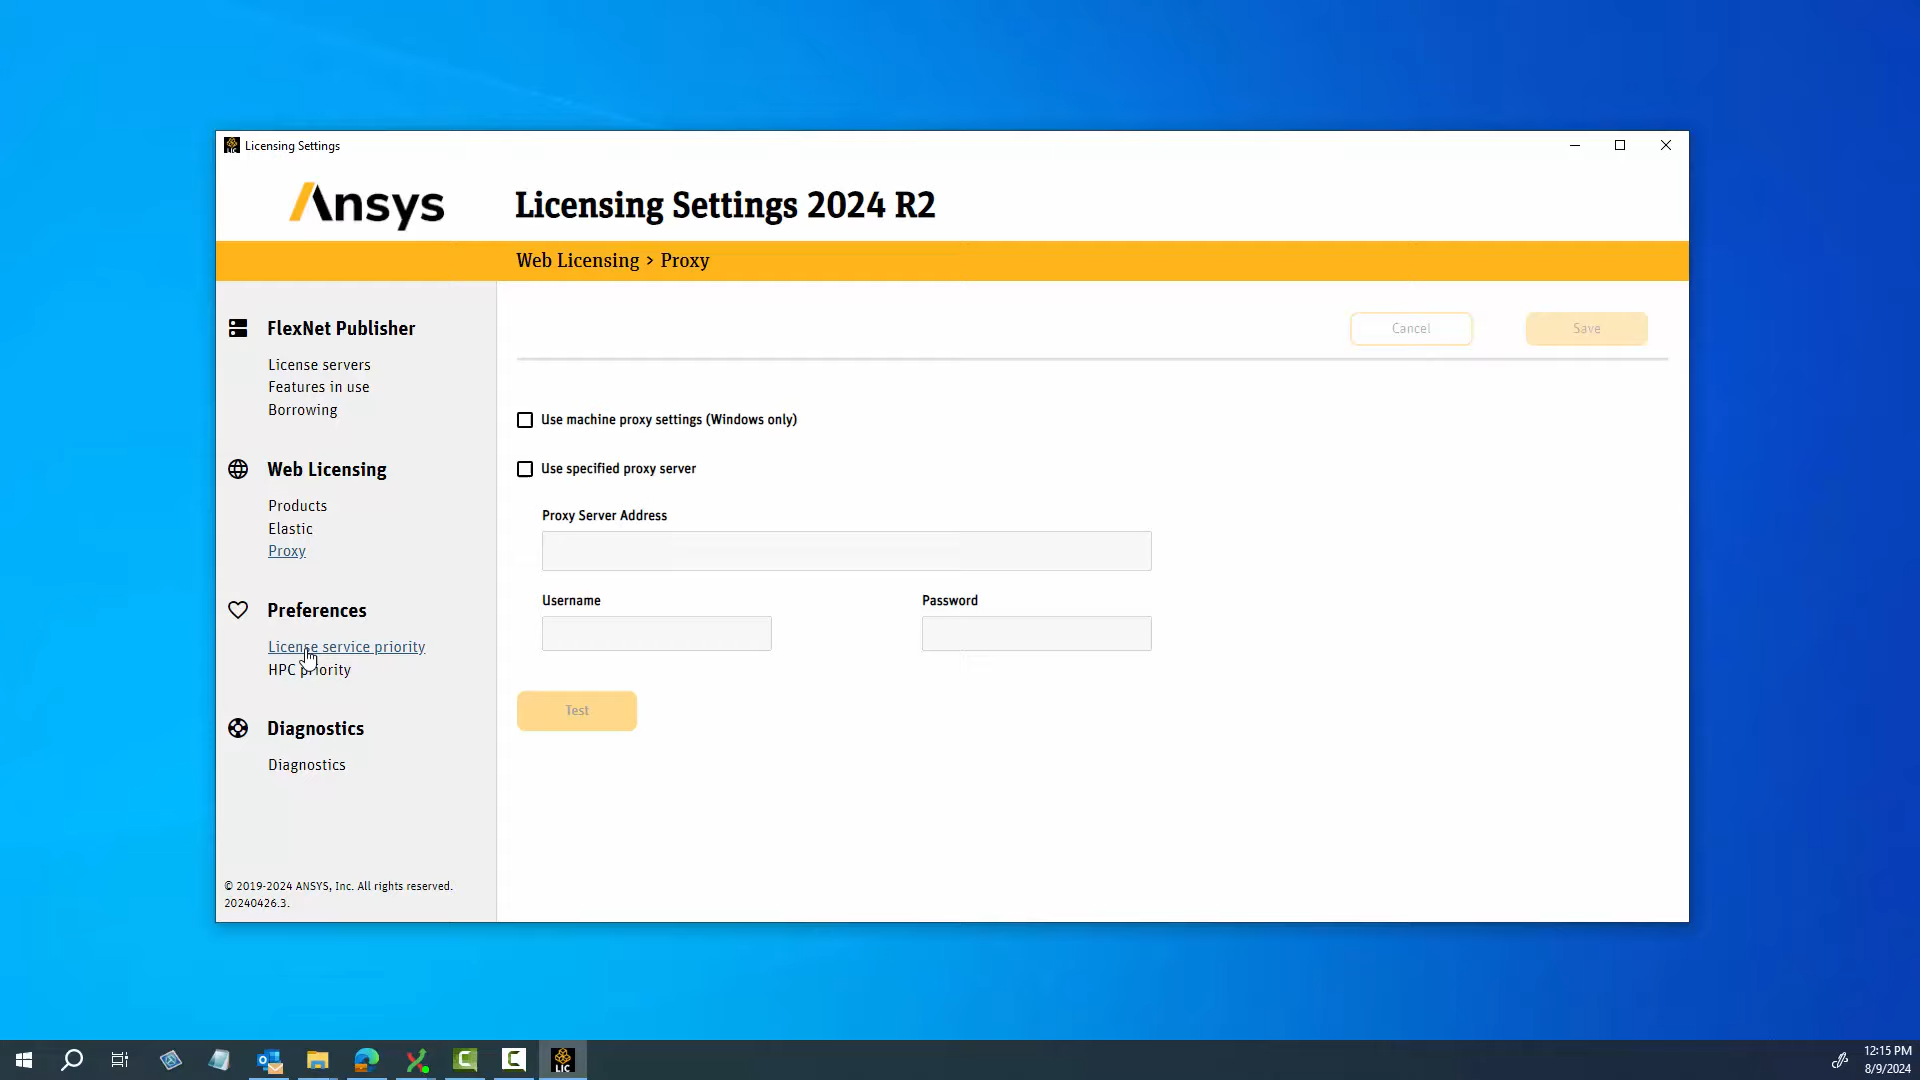 Licensing Settings
Ansys
Licensing Settings 2024 R2
Web Licensing > Proxy
FlexNet Publisher
License servers
Features in use
Borrowing
Web Licensing
Products
Elastic
Proxy
Preferences
License service priority
HPC priority
Diagnostics
Diagnostics
© 2019-2024 ANSYS, Inc. All rights reserved.
20240426.3.
Cancel
Save
Use machine proxy settings (Windows only)
Use specified proxy server
Proxy Server Address
Username
Password
Test
LIC
12:15 PM
8/9/2024